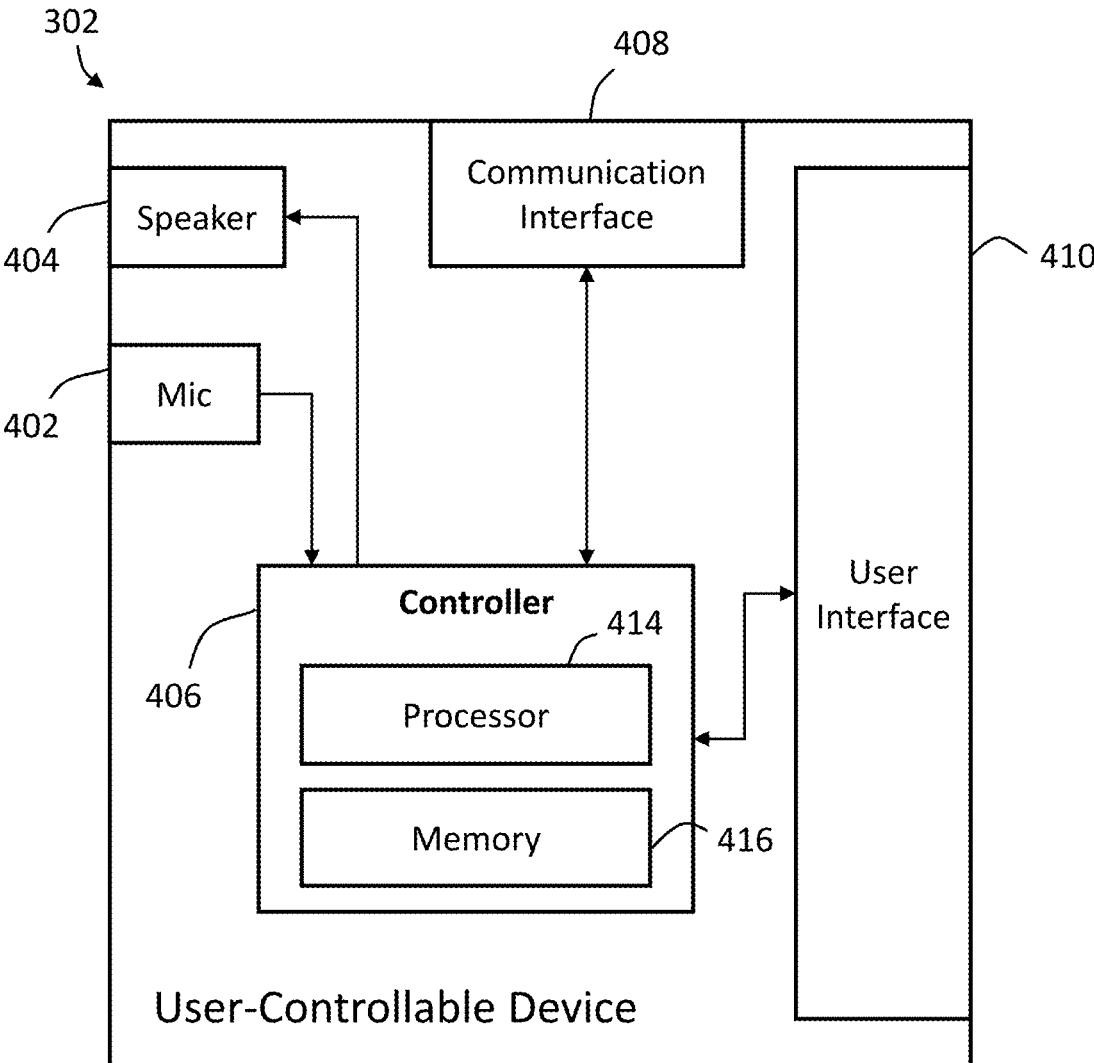 302
408
Communication
Interface
Speaker
404
410
Mic
402
User
Interface
Controller
414
406
Processor
Memory
416
User-Controllable Device